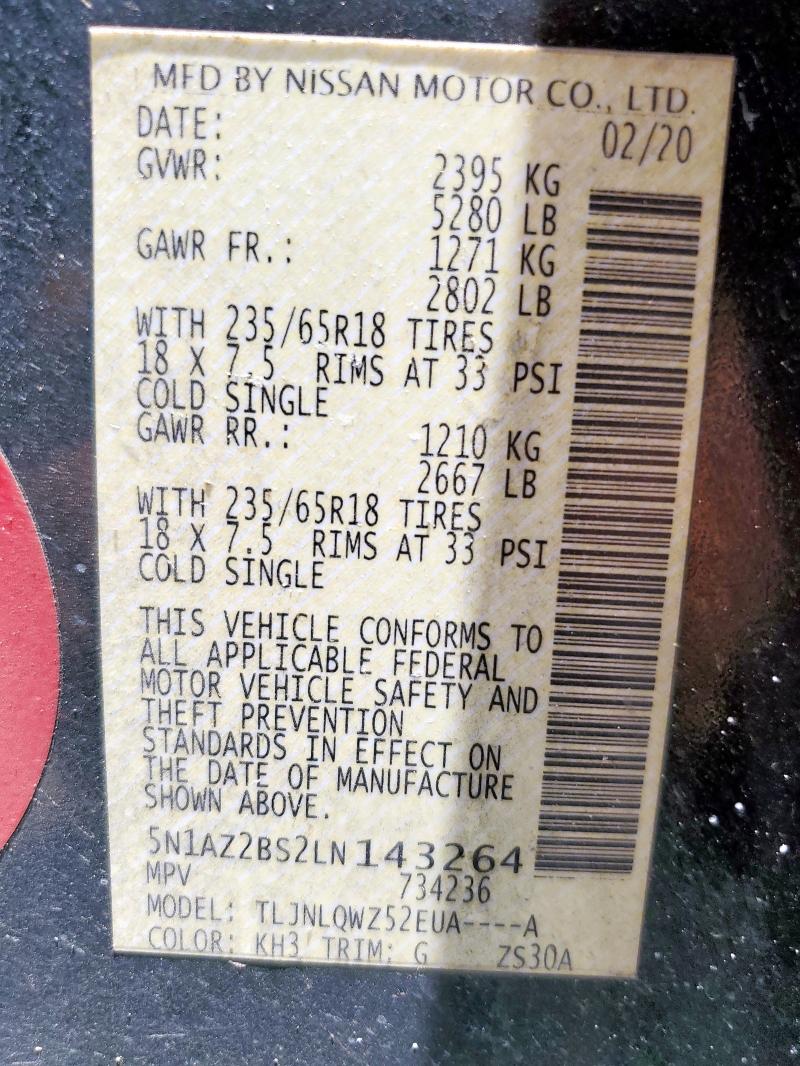 MFD BY NISSAN MOTOR CO., LTD.
DATE: 02/20
GVWR: 2395 KG
5280 LB
GAWR FR.: 1271 KG
2802 LB
WITH 235/65R18 TIRES
18 X 7.5 RIMS AT 33 PSI
COLD SINGLE
GAWR RR.: 1210 KG
2667 LB
WITH 235/65R18 TIRES
18 X 7.5 RIMS AT 33 PSI
COLD SINGLE
THIS VEHICLE CONFORMS TO
ALL APPLICABLE FEDERAL
MOTOR VEHICLE SAFETY AND
THEFT PREVENTION
STANDARDS IN EFFECT ON
THE DATE OF MANUFACTURE
SHOWN ABOVE.
5N1AZ2BS2LN143264
MPV 734236
MODEL: TLJNLQWZ52EUA----A
COLOR: KH3 TRIM: G ZS30A